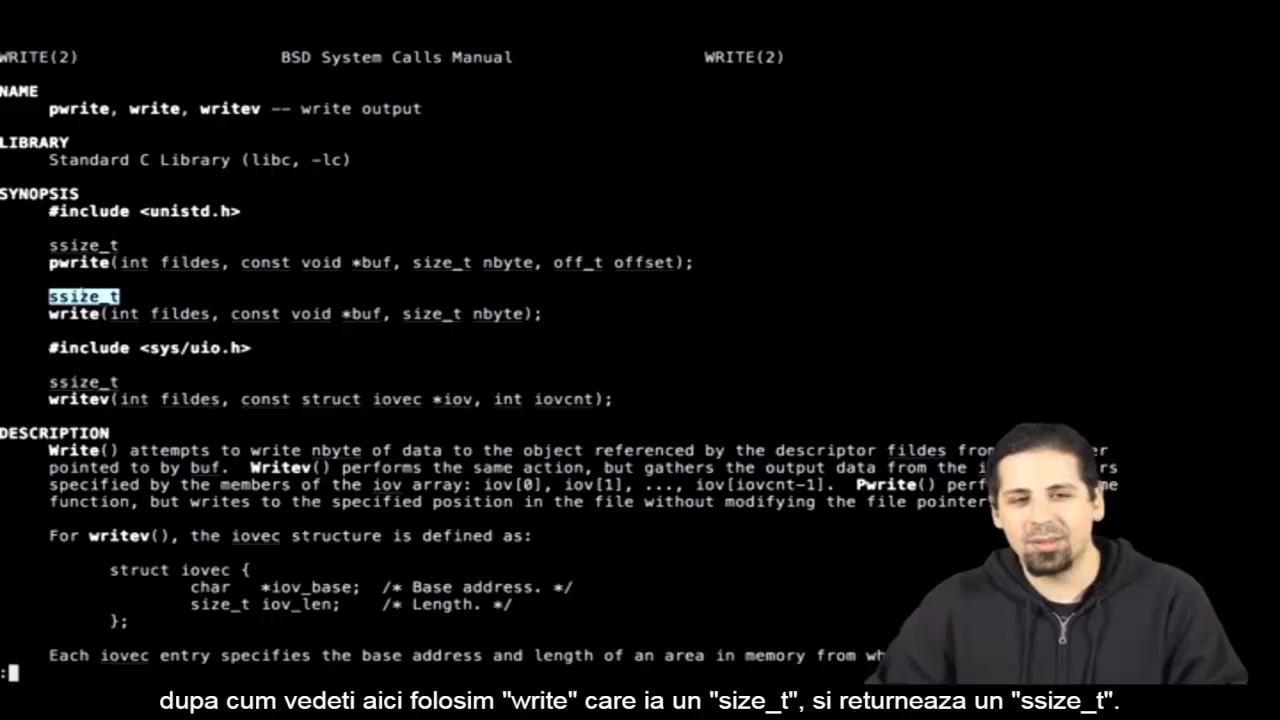 WRITE(2) BSD System Calls Manual WRITE(2)
NAME
pwrite, write, writev -- write output
LIBRARY
Standard C Library (libc, -lc)
SYNOPSIS
#include <unistd.h>
ssize_t
pwrite(int fildes, const void *buf, size_t nbyte, off_t offset);
ssize_t
write(int fildes, const void *buf, size_t nbyte);
#include <sys/uio.h>
ssize_t
writev(int fildes, const struct iovec *iov, int iovcnt);
DESCRIPTION
Write() attempts to write nbyte of data to the object referenced by the descriptor fildes
pointed to by buf. Writev() performs the same action, but gathers the output data from the
specified by the members of the iov array: iov[0], iov[1], ..., iov[iovcnt-1]. Pwrite()
function, but writes to the specified position in the file without modifying the file pointer
For writev(), the iovec structure is defined as:
struct iovec {
char *iov_base; /* Base address. */
size_t iov_len; /* Length. */
};
Each iovec entry specifies the base address and length of an area in memory from
:
dupa cum vedeti aici folosim "write" care ia un "size_t", si returneaza un "ssize_t".